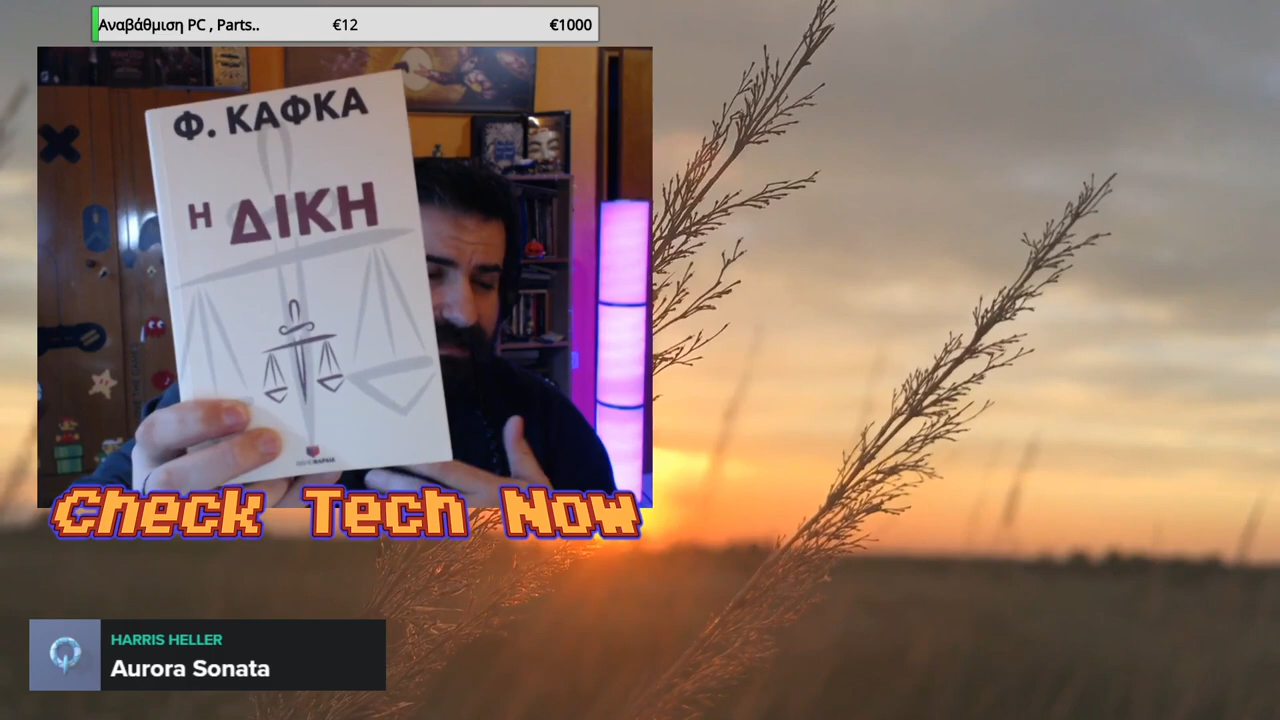 Αναβάθμιση PC , Parts.. €12 €1000
Φ. ΚΑΦΚΑ
Η ΔΙΚΗ
Check Tech Now
HARRIS HELLER
Aurora Sonata